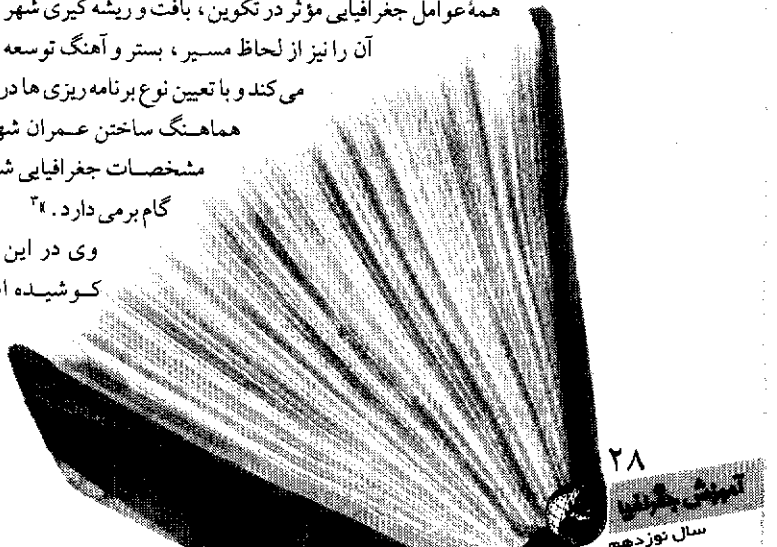 همهٔ عوامل جغرافیایی مؤثر در تکوین، بافت و ریشه گیری شهر
آن را نیز از لحاظ مسیر، بستر و آهنگ توسعه
می کند و با تعیین نوع برنامه ریزی ها در
هماهنگ ساختن عمران شه
مشخصات جغرافیایی ش
گام برمی دارد.»۳
وی در این
کوشیده ا
۲۸
آموزش جغرافیا
سال نوزدهم